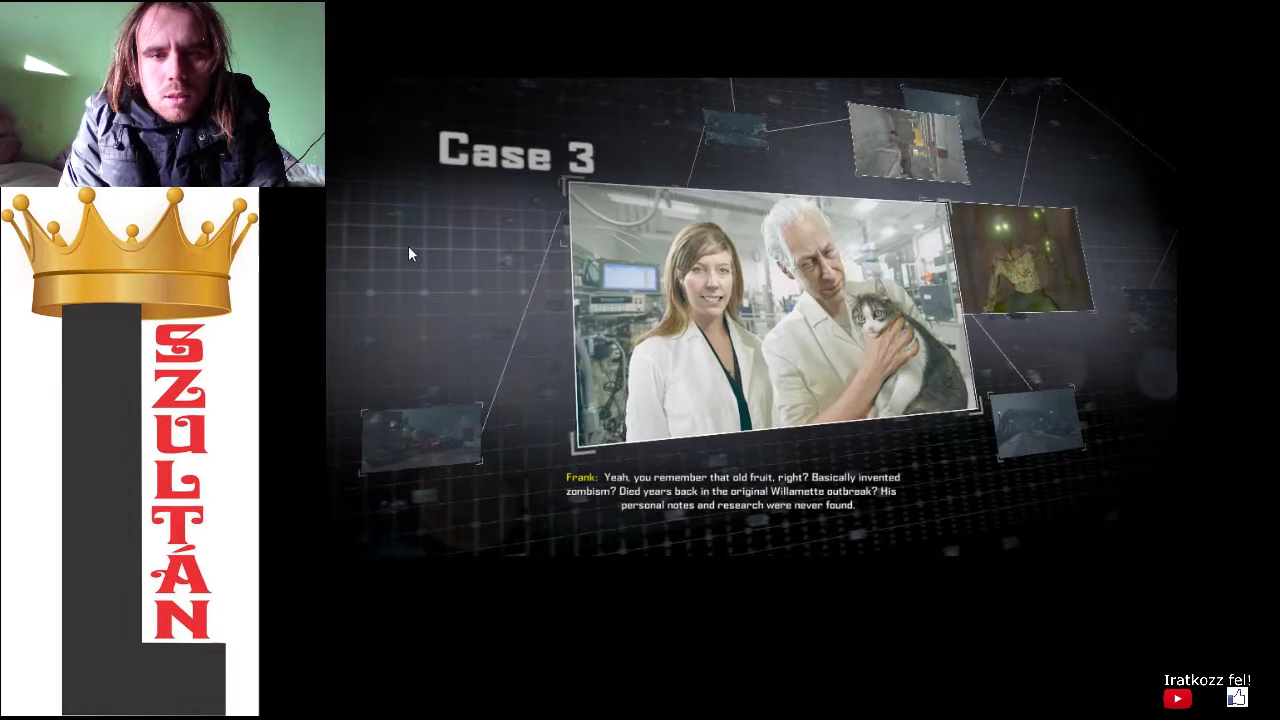 Case 3
Frank: Yeah, you remember that old fruit, right? Basically invented
zombism? Died years back in the original Willamette outbreak? His
personal notes and research were never found.
L
SZULTÁN
Iratkozz fel!